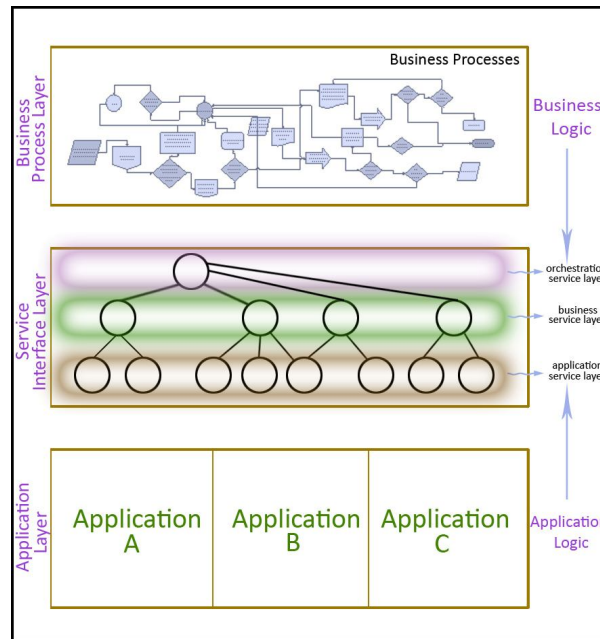 Business Processes
Business
Process Layer
Business
Logic
Service
Interface Layer
orchestration
service layer
business
service layer
application
service layer
Application
Layer
Application
A
Application
B
Application
C
Application
Logic